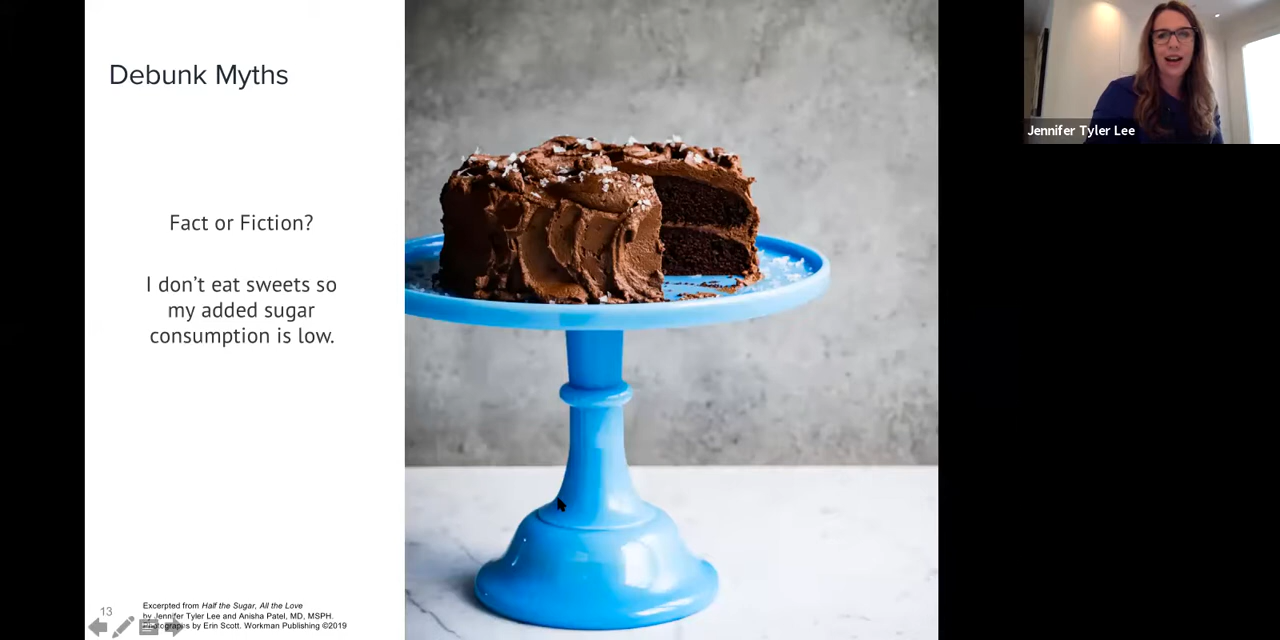 Debunk Myths
Fact or Fiction?
I don’t eat sweets so
my added sugar
consumption is low.
Jennifer Tyler Lee
13
Excerpted from Half the Sugar, All the Love
by Jennifer Tyler Lee and Anisha Patel, MD, MSPH.
Photographs by Erin Scott. Workman Publishing ©2019